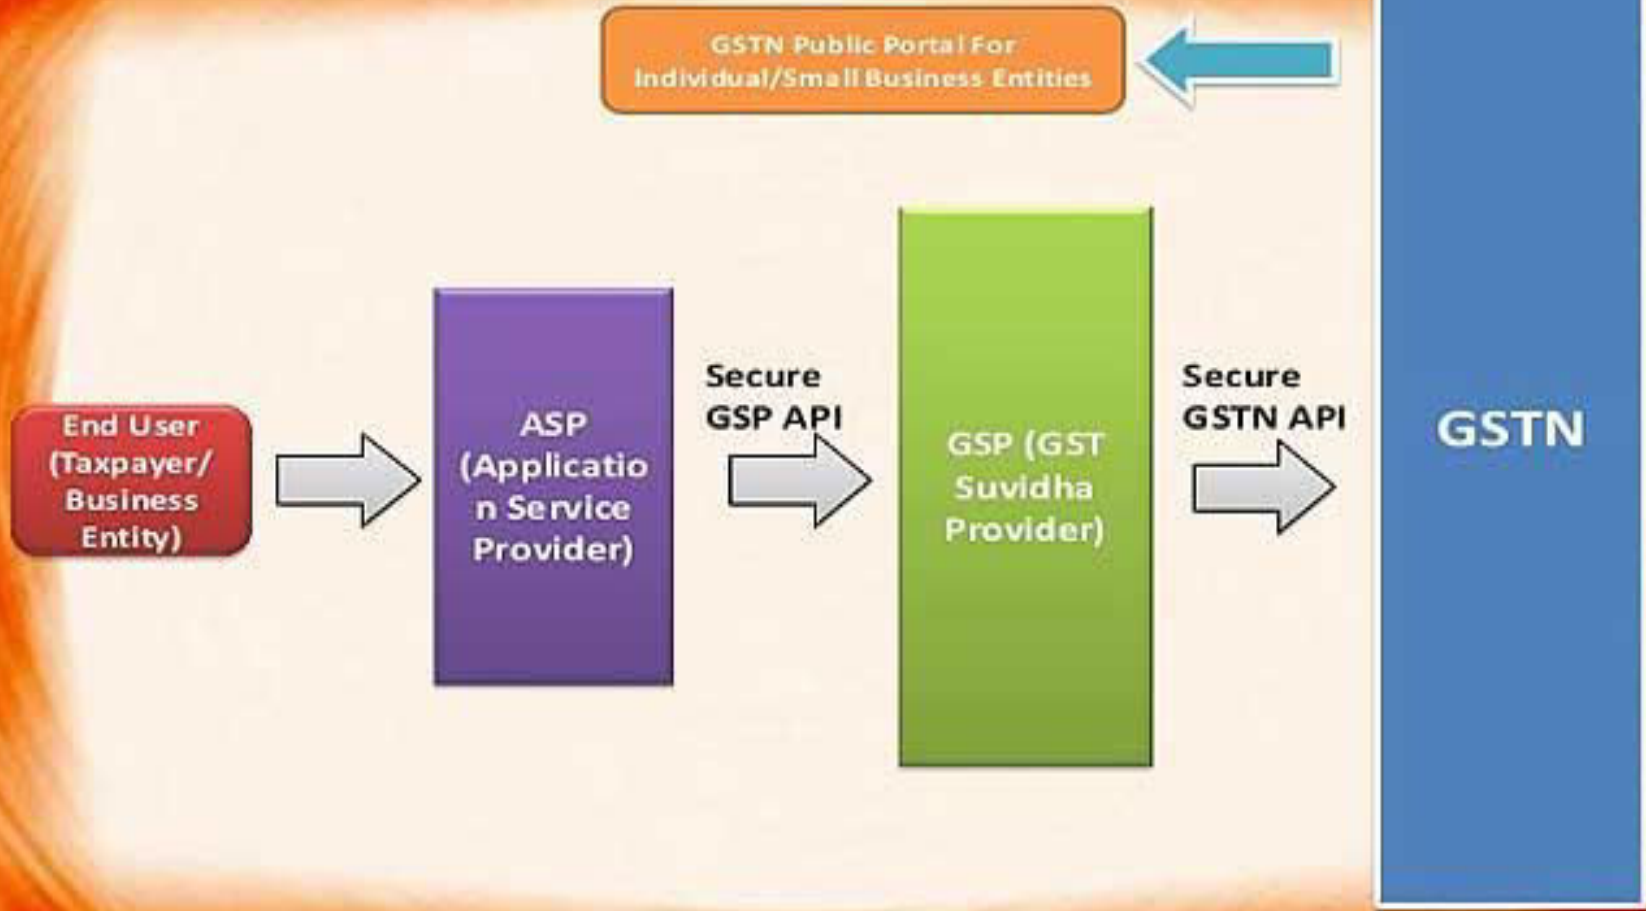 GSTN Public Portal For
Individual/Small Business Entities
End User
(Taxpayer/
Business
Entity)
ASP
(Applicatio
n Service
Provider)
Secure
GSP API
GSP (GST
Suvidha
Provider)
Secure
GSTN API
GSTN